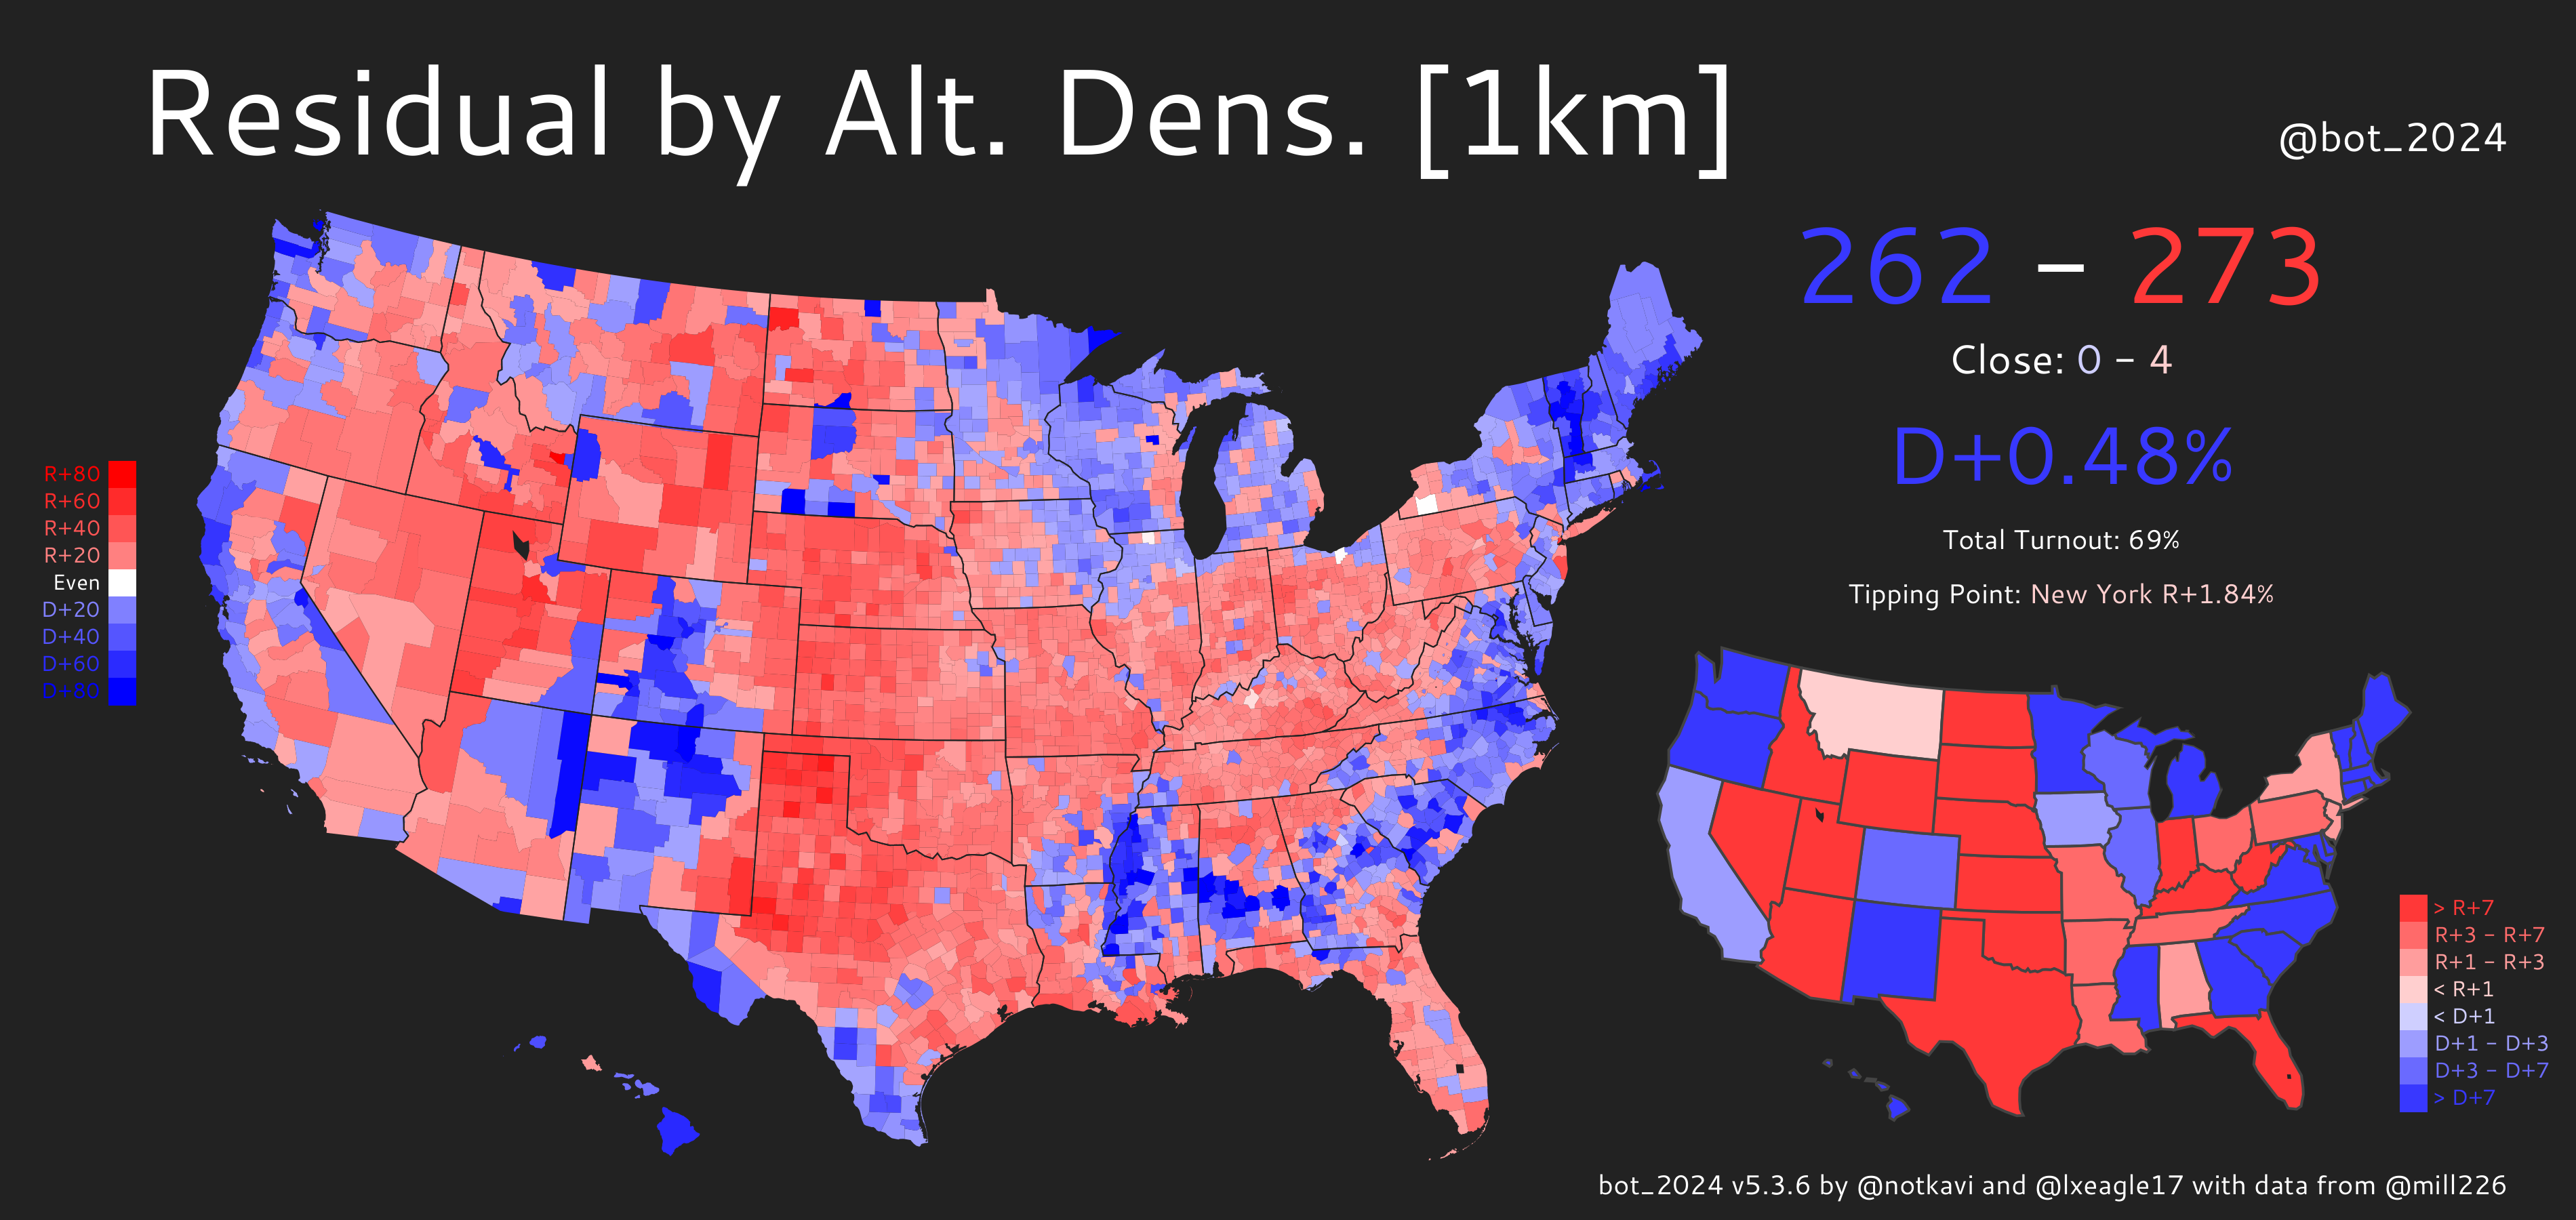 Residual by Alt. Dens. [1km]
@bot_2024
262 – 273
Close: 0 – 4
D+0.48%
Total Turnout: 69%
Tipping Point: New York R+1.84%
R+80
R+60
R+40
R+20
Even
D+20
D+40
D+60
D+80
> R+7
R+3 – R+7
R+1 – R+3
< R+1
< D+1
D+1 – D+3
D+3 – D+7
> D+7
bot_2024 v5.3.6 by @notkavi and @lxeagle17 with data from @mill226